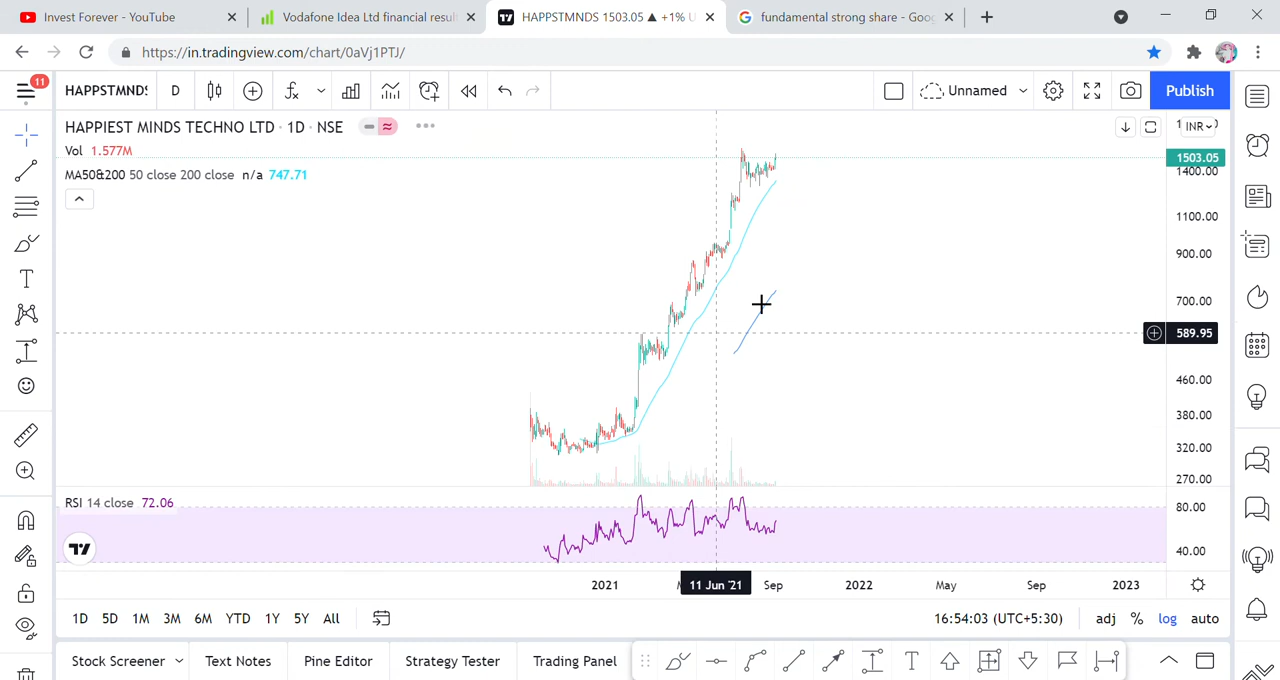 Invest Forever - YouTube
Vodafone Idea Ltd financial result
HAPPSTMNDS 1503.05 ▲ +1% U
fundamental strong share - Goo
https://in.tradingview.com/chart/0aVj1PTJ/
11
HAPPSTMNDS
D
Unnamed
Publish
HAPPIEST MINDS TECHNO LTD · 1D · NSE
INR
Vol 1.577M
1503.05
MA50&200 50 close 200 close n/a 747.71
1400.00
1100.00
900.00
700.00
589.95
460.00
380.00
320.00
270.00
RSI 14 close 72.06
80.00
40.00
2021
11 Jun '21
Sep
2022
May
Sep
2023
1D 5D 1M 3M 6M YTD 1Y 5Y All
16:54:03 (UTC+5:30)
adj % log auto
Stock Screener
Text Notes
Pine Editor
Strategy Tester
Trading Panel